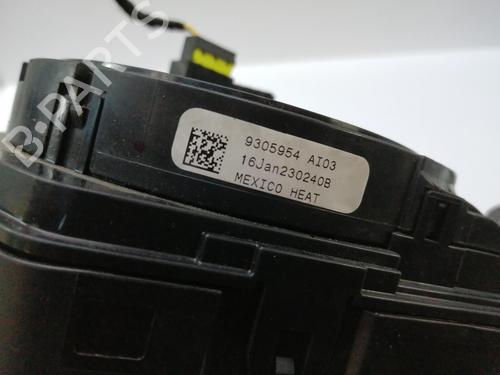 9305954 AI03
16Jan230240B
MEXICO HEAT
B-PARTS